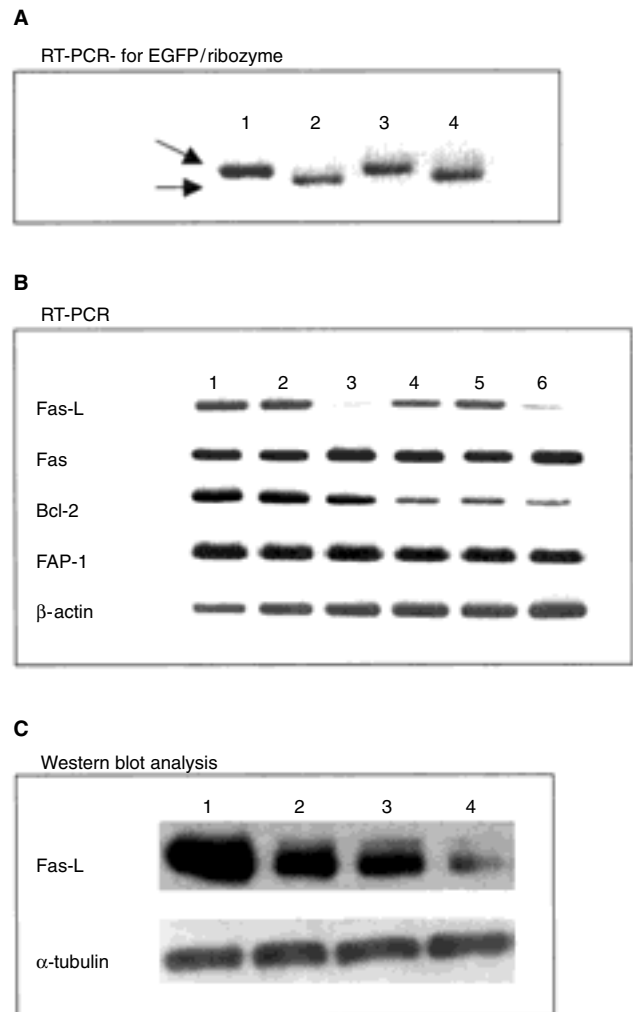 A
RT-PCR- for EGFP/ribozyme
1 2 3 4
B
RT-PCR
1 2 3 4 5 6
Fas-L
Fas
Bcl-2
FAP-1
β-actin
C
Western blot analysis
1 2 3 4
Fas-L
α-tubulin